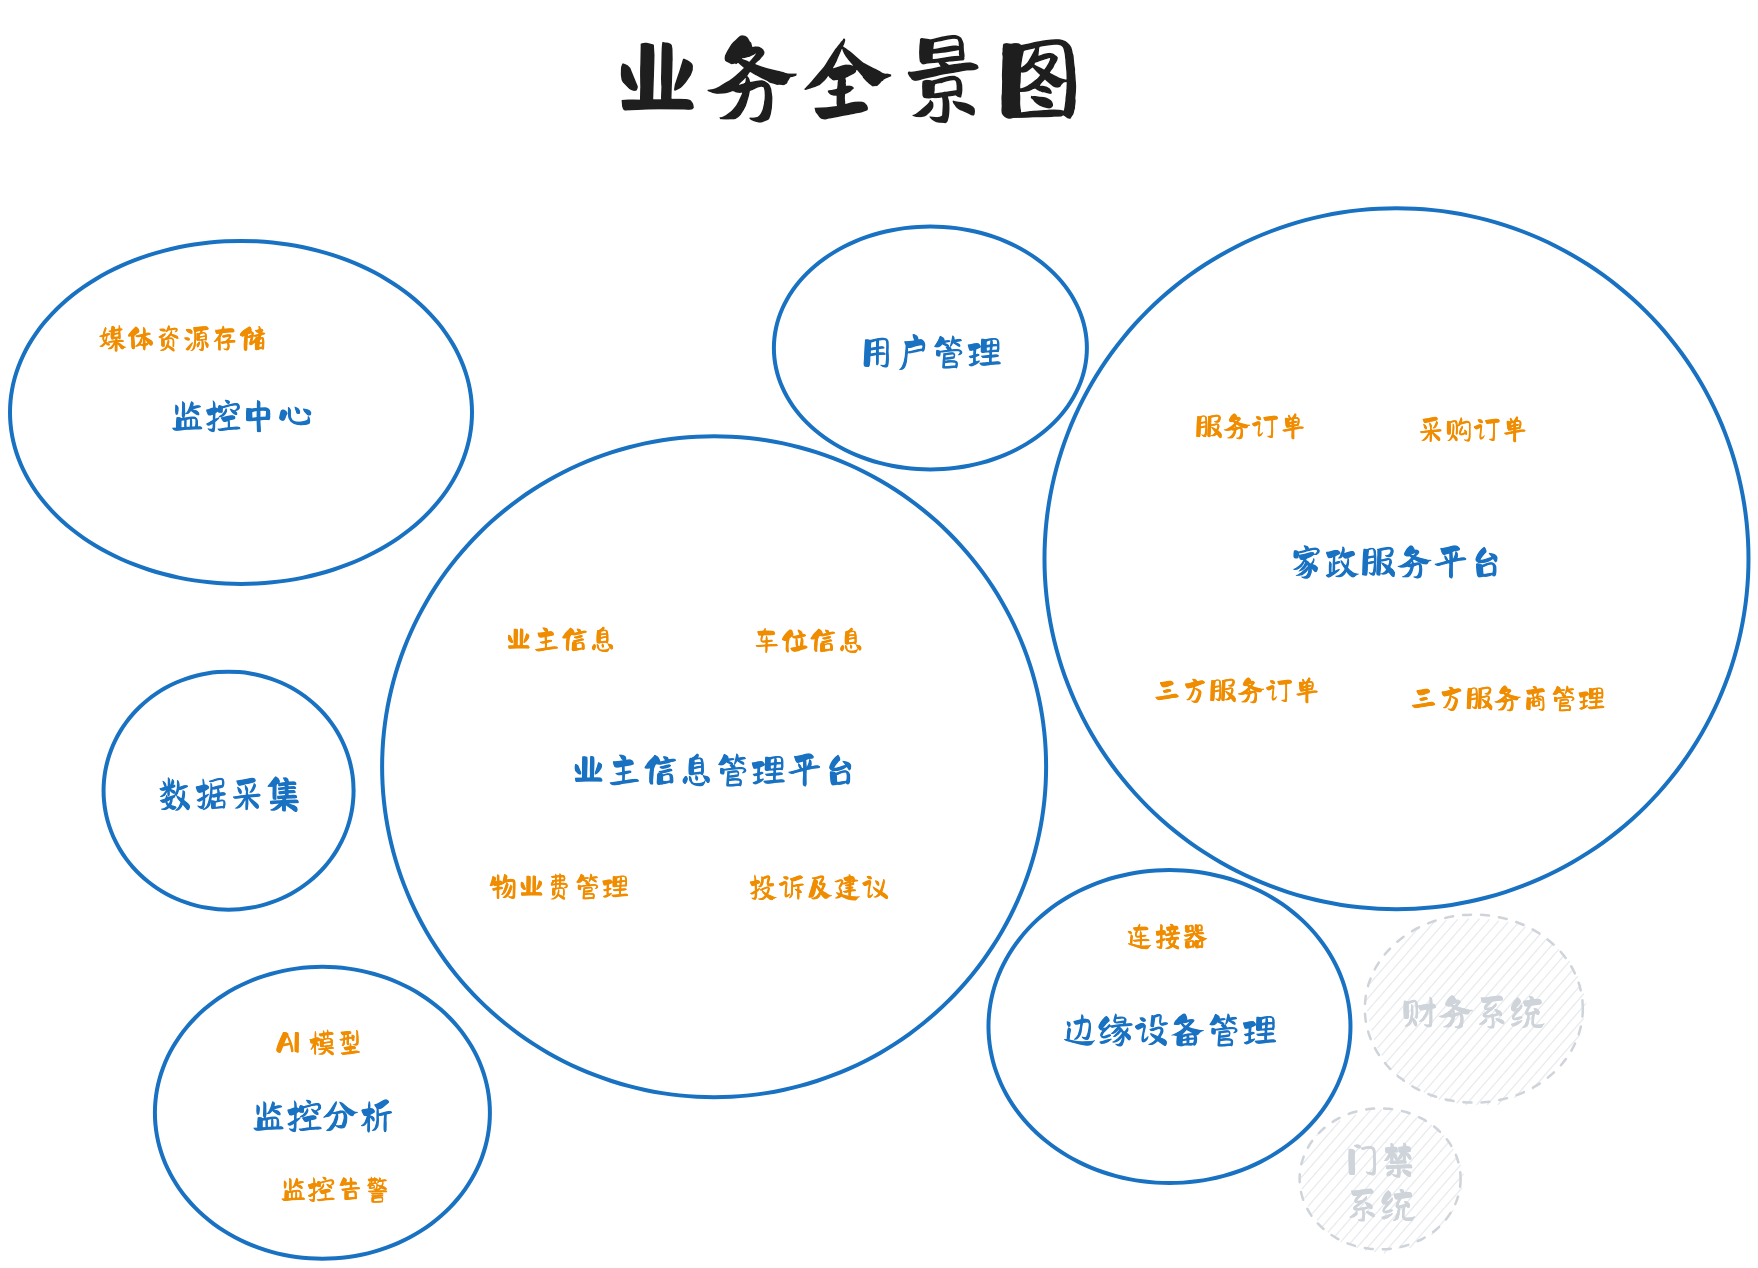 业务全景图
媒体资源存储
监控中心
用户管理
服务订单
采购订单
家政服务平台
三方服务订单
三方服务商管理
业主信息
车位信息
业主信息管理平台
物业费管理
投诉及建议
数据采集
连接器
边缘设备管理
财务系统
AI 模型
监控分析
监控告警
门禁
系统